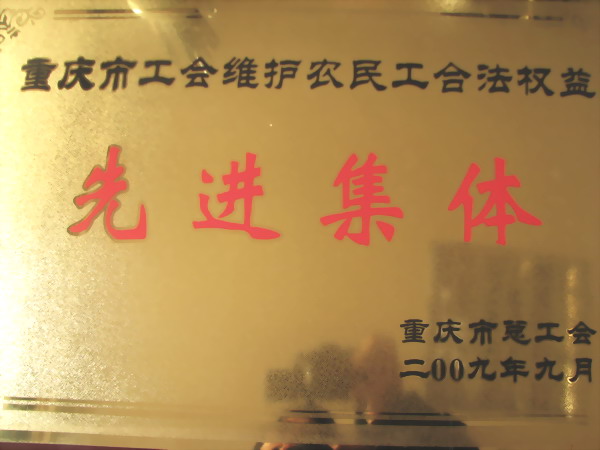 重庆市工会维护农民工合法权益
先进集体
重庆市总工会
二00九年九月